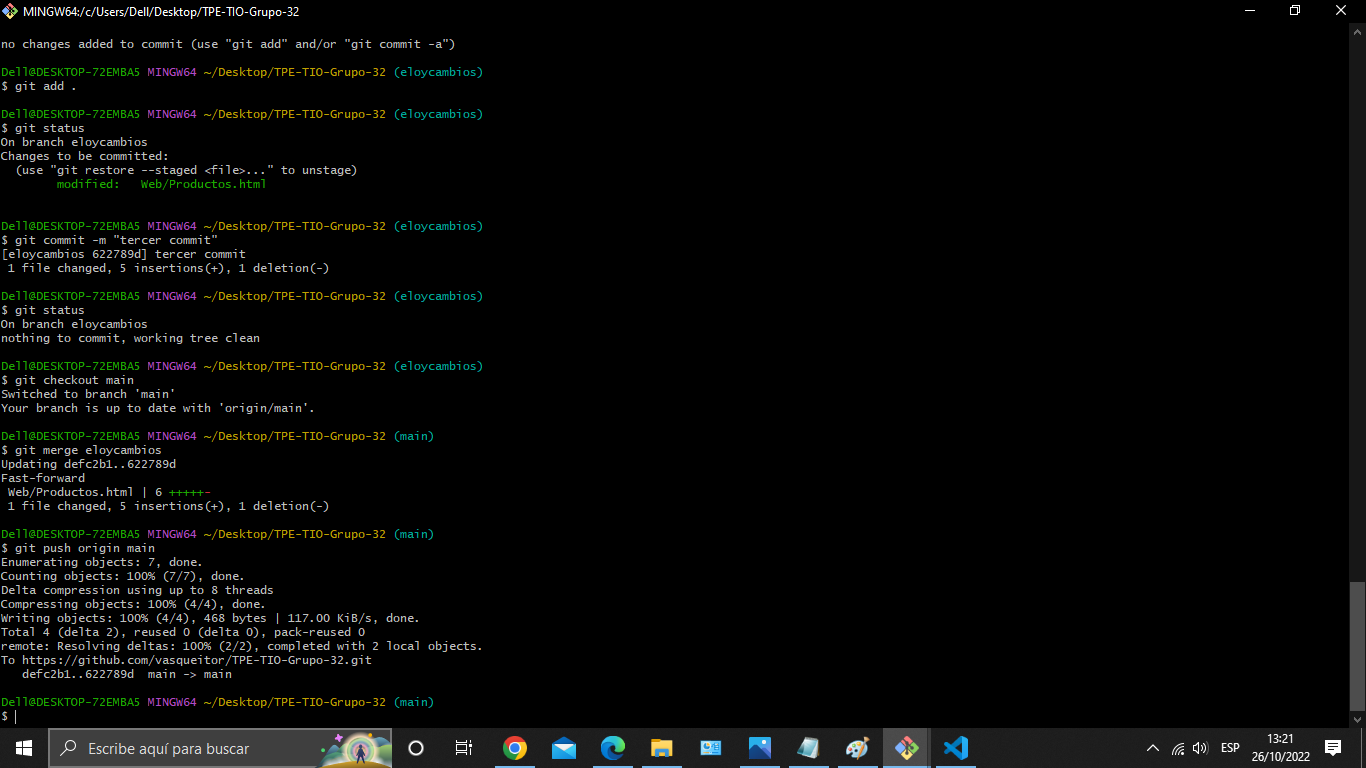 MINGW64:/c/Users/Dell/Desktop/TPE-TIO-Grupo-32
no changes added to commit (use "git add" and/or "git commit -a")
Dell@DESKTOP-72EMBA5 MINGW64 ~/Desktop/TPE-TIO-Grupo-32 (eloycambios)
$ git add .
Dell@DESKTOP-72EMBA5 MINGW64 ~/Desktop/TPE-TIO-Grupo-32 (eloycambios)
$ git status
On branch eloycambios
Changes to be committed:
  (use "git restore --staged <file>..." to unstage)
        modified:   Web/Productos.html
Dell@DESKTOP-72EMBA5 MINGW64 ~/Desktop/TPE-TIO-Grupo-32 (eloycambios)
$ git commit -m "tercer commit"
[eloycambios 622789d] tercer commit
 1 file changed, 5 insertions(+), 1 deletion(-)
Dell@DESKTOP-72EMBA5 MINGW64 ~/Desktop/TPE-TIO-Grupo-32 (eloycambios)
$ git status
On branch eloycambios
nothing to commit, working tree clean
Dell@DESKTOP-72EMBA5 MINGW64 ~/Desktop/TPE-TIO-Grupo-32 (eloycambios)
$ git checkout main
Switched to branch 'main'
Your branch is up to date with 'origin/main'.
Dell@DESKTOP-72EMBA5 MINGW64 ~/Desktop/TPE-TIO-Grupo-32 (main)
$ git merge eloycambios
Updating defc2b1..622789d
Fast-forward
 Web/Productos.html | 6 +++++-
 1 file changed, 5 insertions(+), 1 deletion(-)
Dell@DESKTOP-72EMBA5 MINGW64 ~/Desktop/TPE-TIO-Grupo-32 (main)
$ git push origin main
Enumerating objects: 7, done.
Counting objects: 100% (7/7), done.
Delta compression using up to 8 threads
Compressing objects: 100% (4/4), done.
Writing objects: 100% (4/4), 468 bytes | 117.00 KiB/s, done.
Total 4 (delta 2), reused 0 (delta 0), pack-reused 0
remote: Resolving deltas: 100% (2/2), completed with 2 local objects.
To https://github.com/vasqueitor/TPE-TIO-Grupo-32.git
   defc2b1..622789d  main -> main
Dell@DESKTOP-72EMBA5 MINGW64 ~/Desktop/TPE-TIO-Grupo-32 (main)
$
Escribe aquí para buscar
ESP
13:21
26/10/2022